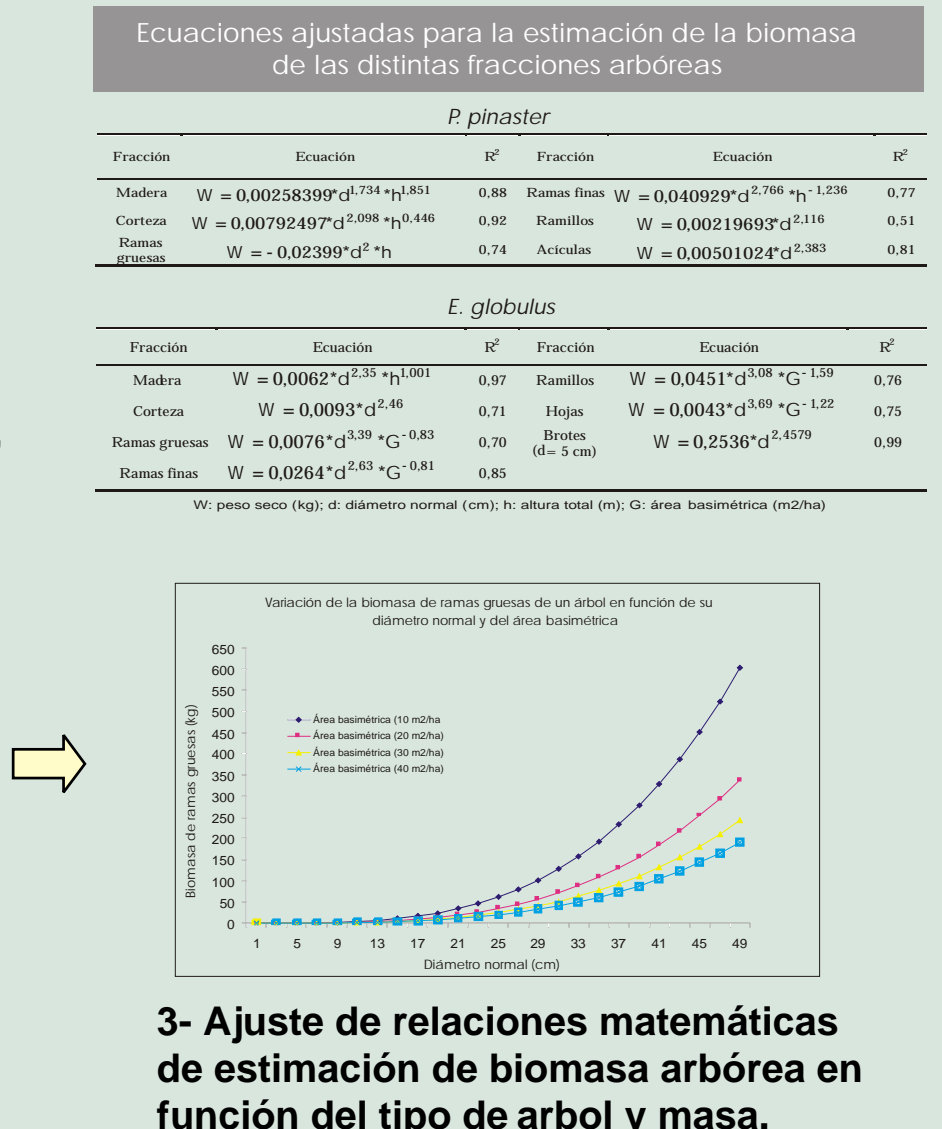 Ecuaciones ajustadas para la estimación de la biomasa
de las distintas fracciones arbóreas
P. pinaster
Fracción Ecuación R² Fracción Ecuación R²
Madera W = 0,00258399*d^1,734 *h^1,851 0,88 Ramas finas W = 0,040929*d^2,766 *h^-1,236 0,77
Corteza W = 0,00792497*d^2,098 *h^0,446 0,92 Ramillos W = 0,00219693*d^2,116 0,51
Ramas gruesas W = - 0,02399*d^2 *h 0,74 Acículas W = 0,00501024*d^2,383 0,81
E. globulus
Fracción Ecuación R² Fracción Ecuación R²
Madera W = 0,0062*d^2,35 *h^1,001 0,97 Ramillos W = 0,0451*d^3,08 *G^-1,59 0,76
Corteza W = 0,0093*d^2,46 0,71 Hojas W = 0,0043*d^3,69 *G^-1,22 0,75
Ramas gruesas W = 0,0076*d^3,39 *G^-0,83 0,70 Brotes (d= 5 cm) W = 0,2536*d^2,4579 0,99
Ramas finas W = 0,0264*d^2,63 *G^-0,81 0,85
W: peso seco (kg); d: diámetro normal (cm); h: altura total (m); G: área basimétrica (m2/ha)
Variación de la biomasa de ramas gruesas de un árbol en función de su
diámetro normal y del área basimétrica
Biomasa de ramas gruesas (kg)
650
600
550
500
450
400
350
300
250
200
150
100
50
0
Área basimétrica (10 m2/ha
Área basimétrica (20 m2/ha)
Área basimétrica (30 m2/ha)
Área basimétrica (40 m2/ha)
1 5 9 13 17 21 25 29 33 37 41 45 49
Diámetro normal (cm)
3- Ajuste de relaciones matemáticas
de estimación de biomasa arbórea en
función del tipo de arbol y masa.